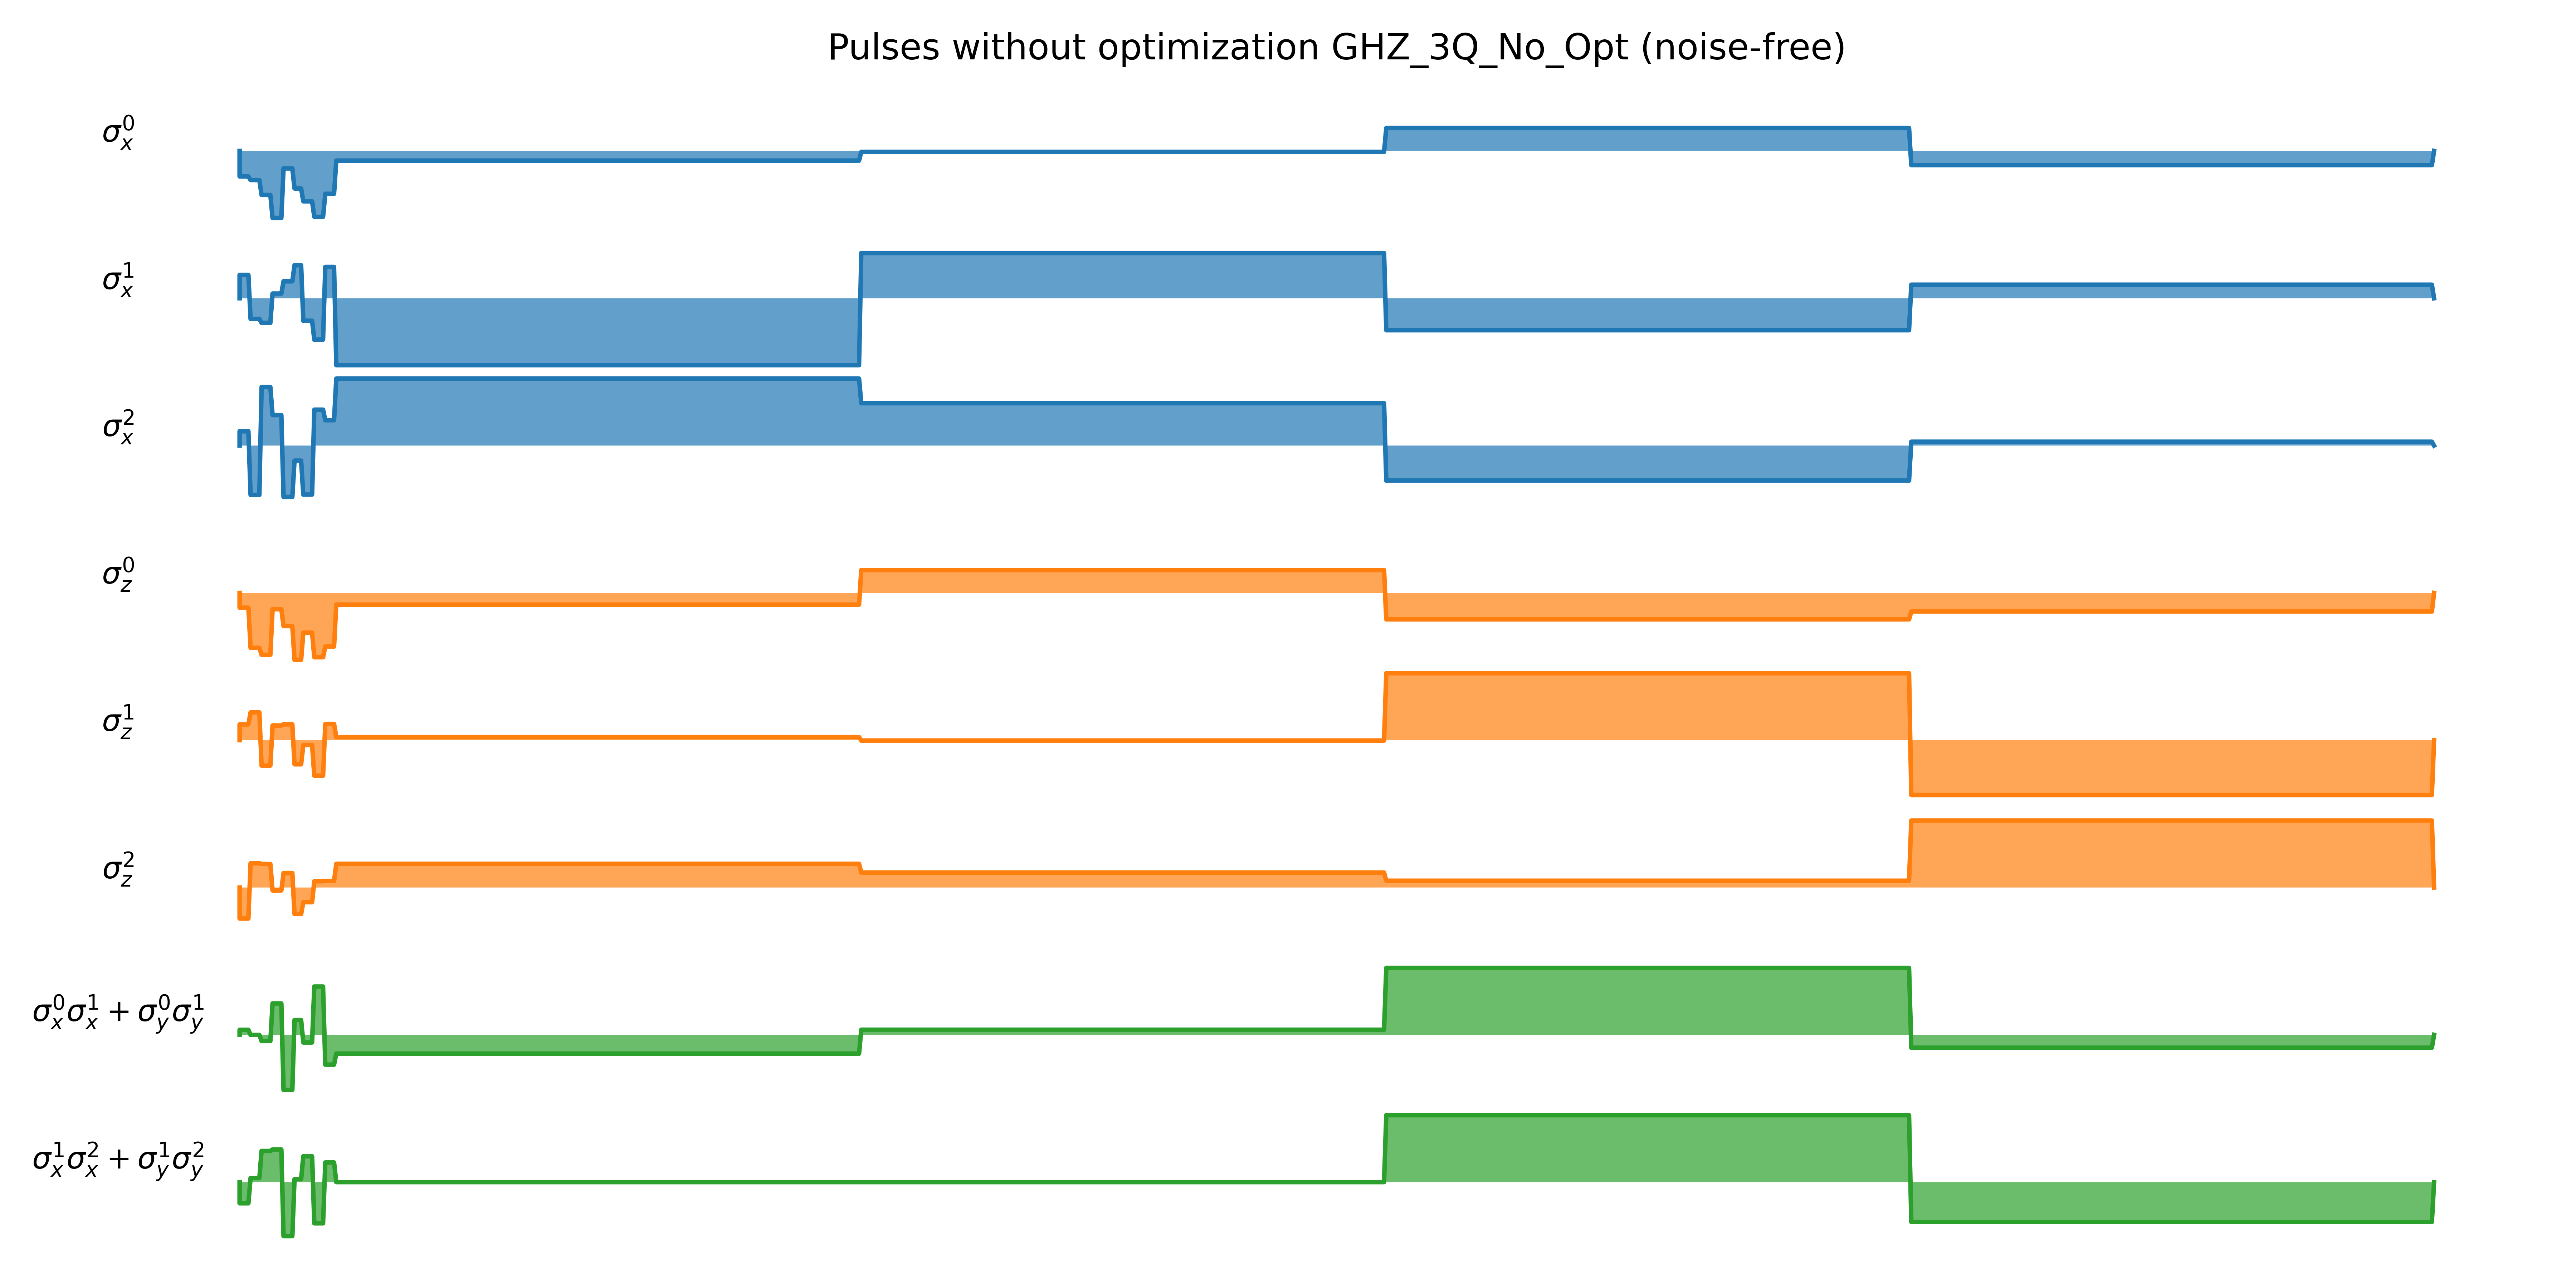 Pulses without optimization GHZ_3Q_No_Opt (noise-free)
σ_x^0
σ_x^1
σ_x^2
σ_z^0
σ_z^1
σ_z^2
σ_x^0σ_x^1 + σ_y^0σ_y^1
σ_x^1σ_x^2 + σ_y^1σ_y^2